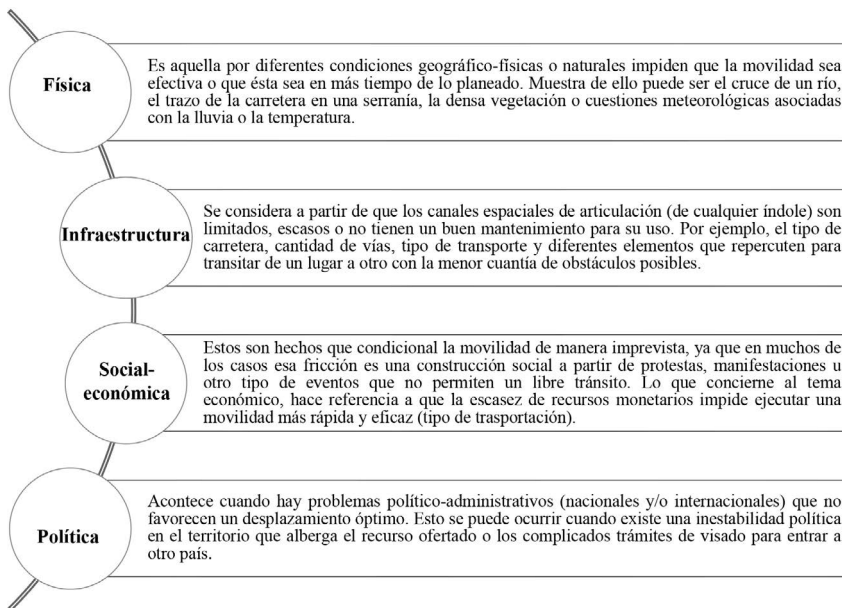 Física
Es aquella por diferentes condiciones geográfico-físicas o naturales impiden que la movilidad sea
efectiva o que ésta sea en más tiempo de lo planeado. Muestra de ello puede ser el cruce de un río,
el trazo de la carretera en una serranía, la densa vegetación o cuestiones meteorológicas asociadas
con la lluvia o la temperatura.
Infraestructura
Se considera a partir de que los canales espaciales de articulación (de cualquier índole) son
limitados, escasos o no tienen un buen mantenimiento para su uso. Por ejemplo, el tipo de
carretera, cantidad de vías, tipo de transporte y diferentes elementos que repercuten para
transitar de un lugar a otro con la menor cuantía de obstáculos posibles.
Social-
económica
Estos son hechos que condicional la movilidad de manera imprevista, ya que en muchos de
los casos esa fricción es una construcción social a partir de protestas, manifestaciones u
otro tipo de eventos que no permiten un libre tránsito. Lo que concierne al tema
económico, hace referencia a que la escasez de recursos monetarios impide ejecutar una
movilidad más rápida y eficaz (tipo de trasportación).
Política
Acontece cuando hay problemas político-administrativos (nacionales y/o internacionales) que no
favorecen un desplazamiento óptimo. Esto se puede ocurrir cuando existe una inestabilidad política
en el territorio que alberga el recurso ofertado o los complicados trámites de visado para entrar a
otro país.